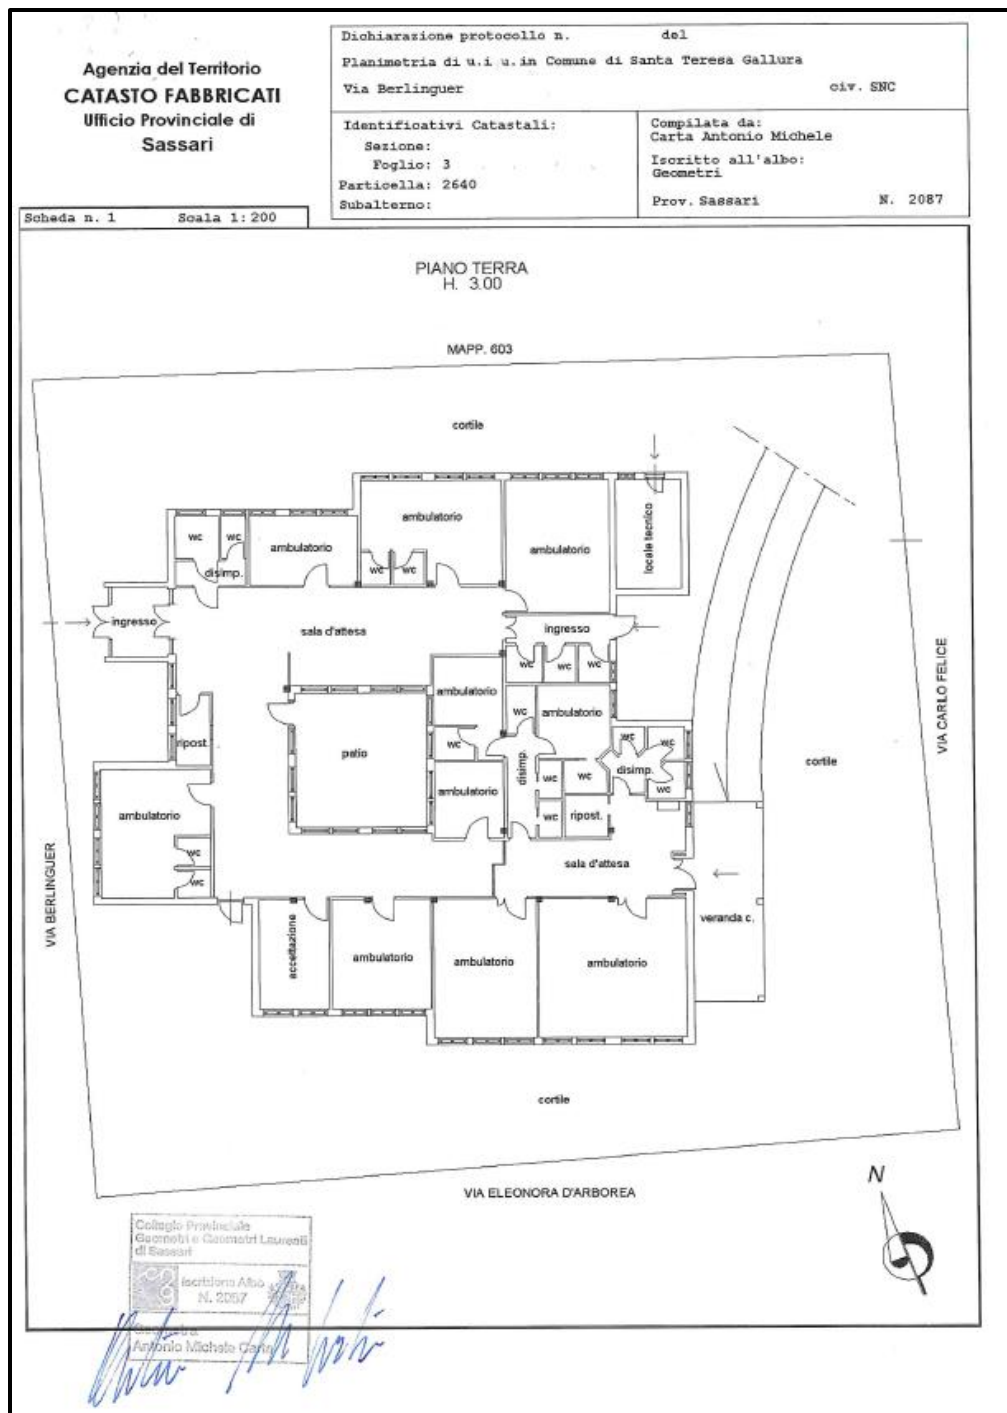 Agenzia del Territorio
CATASTO FABBRICATI
Ufficio Provinciale di
Sassari
Dichiarazione protocollo n. del
Planimetria di u.i u.in Comune di Santa Teresa Gallura
Via Berlinguer civ. SNC
Identificativi Catastali:
Sezione:
Foglio: 3
Particella: 2640
Subalterno:
Compilata da:
Carta Antonio Michele
Iscritto all'albo:
Geometri
Prov. Sassari N. 2087
Scheda n. 1 Scala 1:200
PIANO TERRA
H. 3.00
MAPP. 603
cortile
ambulatorio
wc wc
ambulatorio
ambulatorio
locale tecnico
disimp.
wc wc
ingresso
sala d'attesa
ingresso
wc wc wc
ambulatorio
wc
ambulatorio
VIA CARLO FELICE
ripost.
patio
wc
disimp.
wc wc
disimp.
cortile
wc wc wc
ambulatorio
ambulatorio
wc
ripost.
VIA BERLINGUER
wc
wc
sala d'attesa
veranda c.
accettazione
ambulatorio
ambulatorio
ambulatorio
cortile
VIA ELEONORA D'ARBOREA
N
Collegio Provinciale
Geometri e Geometri Laureati
di Sassari
Iscrizione Albo
N. 2087
Geometra
Antonio Michele Carta